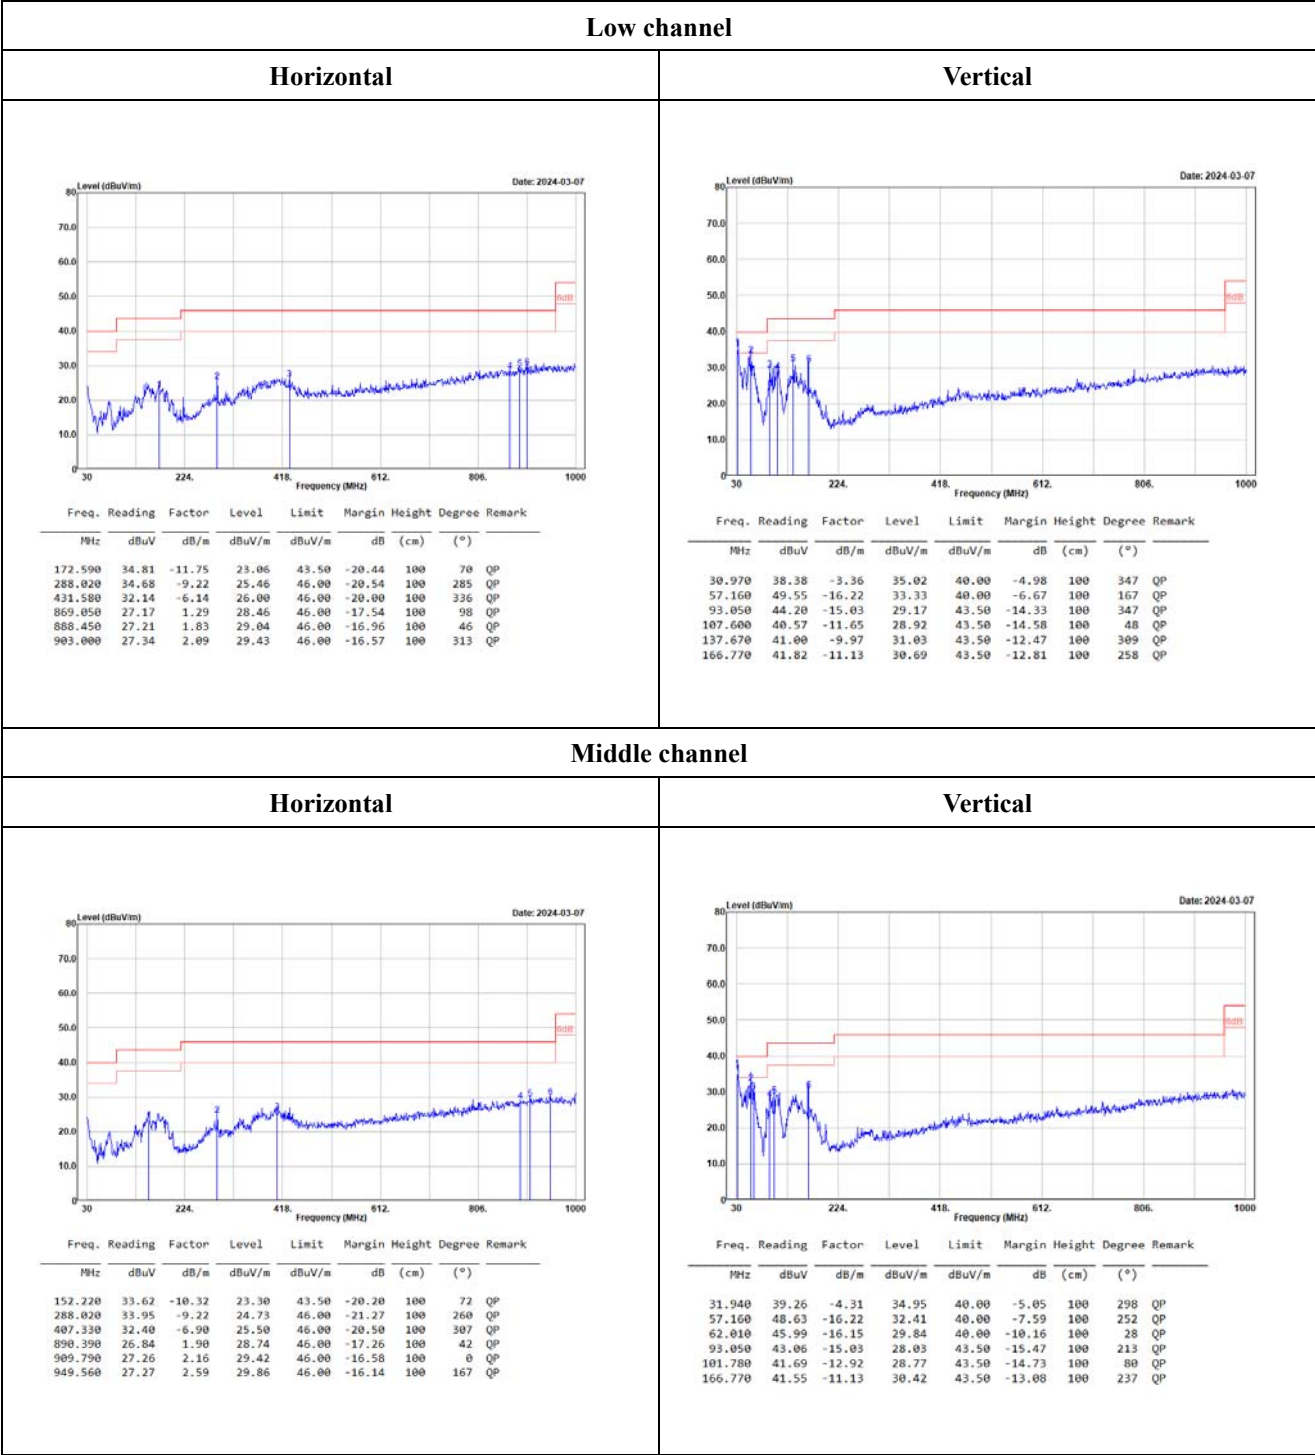 Low channel
Horizontal
Vertical
Level (dBuV/m)
Date: 2024-03-07
80
70.0
60.0
50.0
6dB
40.0
30.0
20.0
10.0
0
30 224. 418. 612. 806. 1000
Frequency (MHz)
Freq. Reading Factor Level Limit Margin Height Degree Remark
MHz dBuV dB/m dBuV/m dBuV/m dB (cm) (°)
172.590 34.81 -11.75 23.06 43.50 -20.44 100 70 QP
288.020 34.68 -9.22 25.46 46.00 -20.54 100 285 QP
431.580 32.14 -6.14 26.00 46.00 -20.00 100 336 QP
869.050 27.17 1.29 28.46 46.00 -17.54 100 98 QP
888.450 27.21 1.83 29.04 46.00 -16.96 100 46 QP
903.000 27.34 2.09 29.43 46.00 -16.57 100 313 QP
Level (dBuV/m)
Date: 2024-03-07
80
70.0
60.0
50.0
6dB
40.0
30.0
20.0
10.0
0
30 224. 418. 612. 806. 1000
Frequency (MHz)
Freq. Reading Factor Level Limit Margin Height Degree Remark
MHz dBuV dB/m dBuV/m dBuV/m dB (cm) (°)
30.970 38.38 -3.36 35.02 40.00 -4.98 100 347 QP
57.160 49.55 -16.22 33.33 40.00 -6.67 100 167 QP
93.050 44.20 -15.03 29.17 43.50 -14.33 100 347 QP
107.600 40.57 -11.65 28.92 43.50 -14.58 100 48 QP
137.670 41.00 -9.97 31.03 43.50 -12.47 100 309 QP
166.770 41.82 -11.13 30.69 43.50 -12.81 100 258 QP
Middle channel
Horizontal
Vertical
Level (dBuV/m)
Date: 2024-03-07
80
70.0
60.0
50.0
6dB
40.0
30.0
20.0
10.0
0
30 224. 418. 612. 806. 1000
Frequency (MHz)
Freq. Reading Factor Level Limit Margin Height Degree Remark
MHz dBuV dB/m dBuV/m dBuV/m dB (cm) (°)
152.220 33.62 -10.32 23.30 43.50 -20.20 100 72 QP
288.020 33.95 -9.22 24.73 46.00 -21.27 100 260 QP
407.330 32.40 -6.90 25.50 46.00 -20.50 100 307 QP
890.390 26.84 1.90 28.74 46.00 -17.26 100 42 QP
909.790 27.26 2.16 29.42 46.00 -16.58 100 0 QP
949.560 27.27 2.59 29.86 46.00 -16.14 100 167 QP
Level (dBuV/m)
Date: 2024-03-07
80
70.0
60.0
50.0
6dB
40.0
30.0
20.0
10.0
0
30 224. 418. 612. 806. 1000
Frequency (MHz)
Freq. Reading Factor Level Limit Margin Height Degree Remark
MHz dBuV dB/m dBuV/m dBuV/m dB (cm) (°)
31.940 39.26 -4.31 34.95 40.00 -5.05 100 298 QP
57.160 48.63 -16.22 32.41 40.00 -7.59 100 252 QP
62.010 45.99 -16.15 29.84 40.00 -10.16 100 28 QP
93.050 43.06 -15.03 28.03 43.50 -15.47 100 213 QP
101.780 41.69 -12.92 28.77 43.50 -14.73 100 80 QP
166.770 41.55 -11.13 30.42 43.50 -13.08 100 237 QP